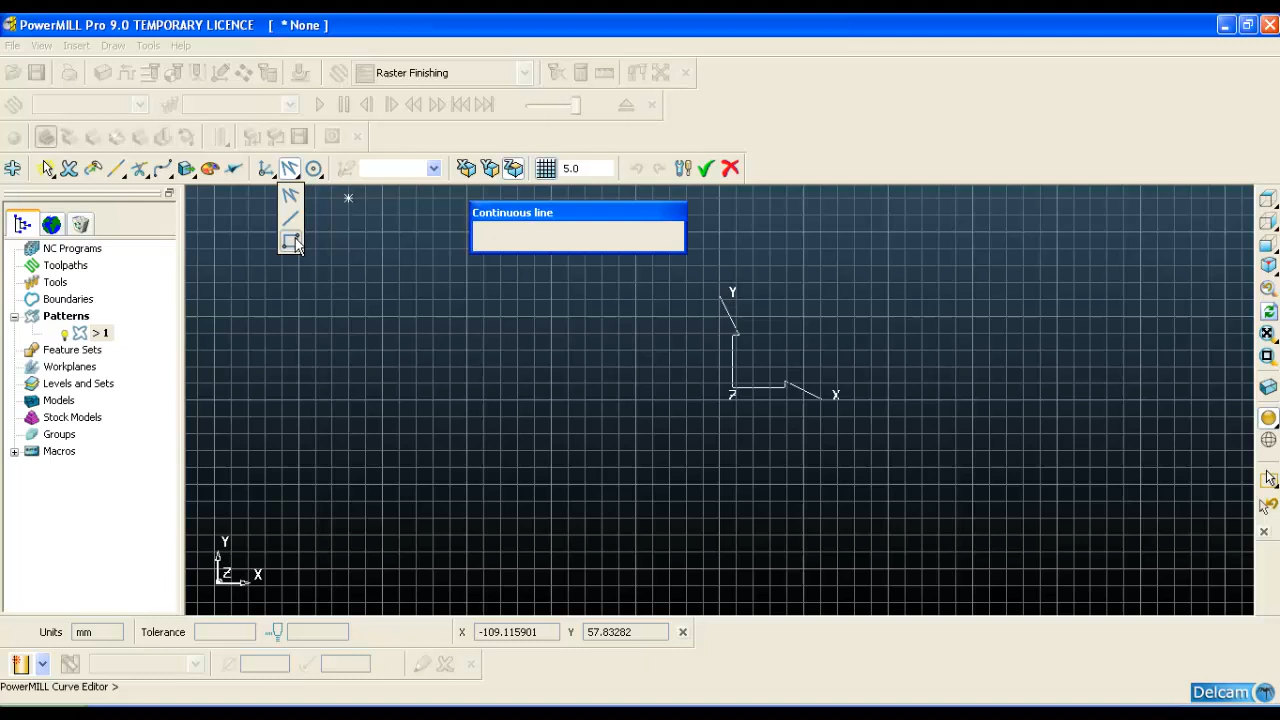 PowerMILL Pro 9.0 TEMPORARY LICENCE [ * None ]
File View Insert Draw Tools Help
Raster Finishing
5.0
Continuous line
NC Programs
Toolpaths
Tools
Boundaries
Patterns
> 1
Feature Sets
Workplanes
Levels and Sets
Models
Stock Models
Groups
Macros
Y
Z X
Y
Z X
Units mm Tolerance X -109.115901 Y 57.83282
PowerMILL Curve Editor >
Delcam